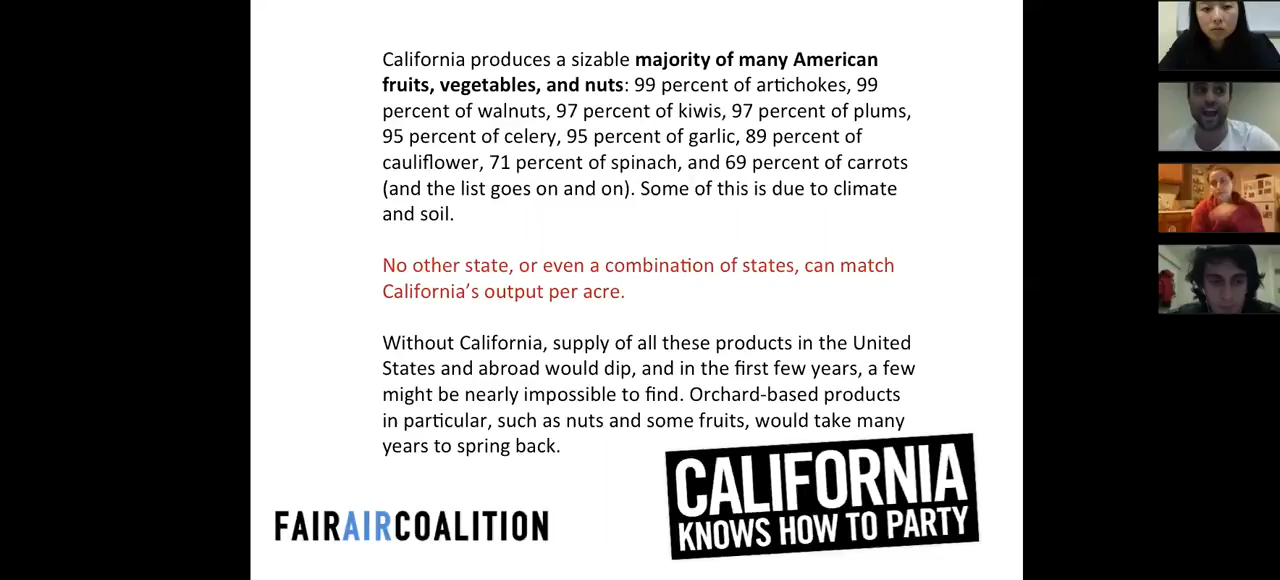 California produces a sizable majority of many American
fruits, vegetables, and nuts: 99 percent of artichokes, 99
percent of walnuts, 97 percent of kiwis, 97 percent of plums,
95 percent of celery, 95 percent of garlic, 89 percent of
cauliflower, 71 percent of spinach, and 69 percent of carrots
(and the list goes on and on). Some of this is due to climate
and soil.
No other state, or even a combination of states, can match
California's output per acre.
Without California, supply of all these products in the United
States and abroad would dip, and in the first few years, a few
might be nearly impossible to find. Orchard-based products
in particular, such as nuts and some fruits, would take many
years to spring back.
CALIFORNIA
KNOWS HOW TO PARTY
FAIRAIRCOALITION